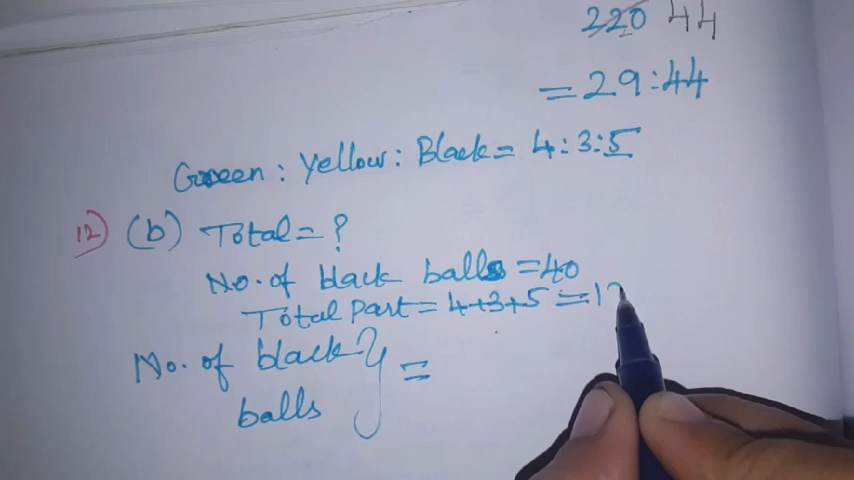 220 44
= 29:44
Green : Yellow : Black = 4:3:5
12) (b) Total = ?
No. of black balls = 40
Total Part = 4+3+5 = 12
No. of black
balls } =